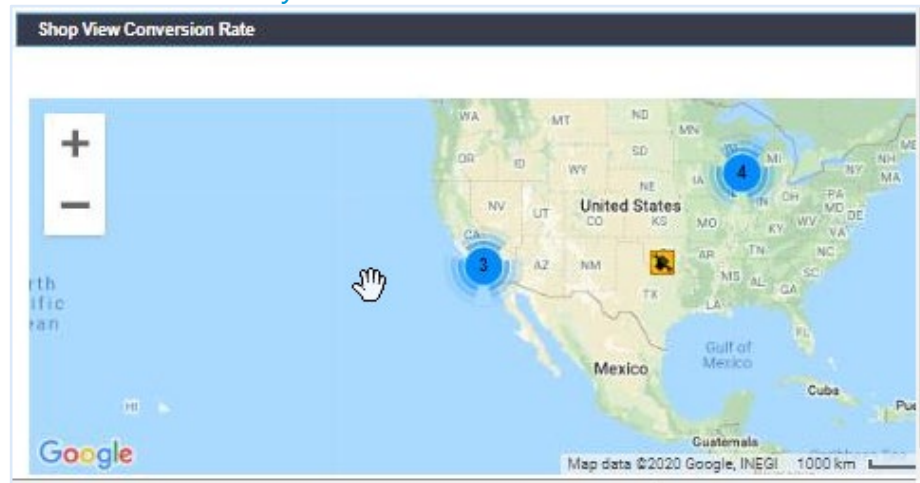 Shop View Conversion Rate
+
−
WA
MT
ND
MN
OR
ID
WY
SD
WI
MI
NH
ME
NY
MA
NE
IA
IN
OH
PA
NV
UT
United States
CO
KS
MO
KY
WV
MD
DE
VA
CA
4
3
AZ
NM
AR
TN
NC
MS
AL
SC
GA
TX
LA
FL
rth
ific
ean
Gulf of
Mexico
Mexico
Cuba
HI
Guatemala
Google
Map data ©2020 Google, INEGI 1000 km